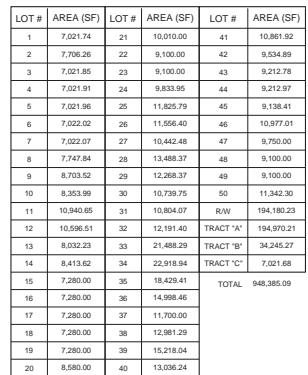 LOT # AREA (SF) LOT # AREA (SF) LOT # AREA (SF)
1 7,021.74 21 10,010.00 41 10,861.92
2 7,706.26 22 9,100.00 42 9,534.89
3 7,021.85 23 9,100.00 43 9,212.78
4 7,021.91 24 9,833.95 44 9,212.97
5 7,021.96 25 11,825.79 45 9,138.41
6 7,022.02 26 11,556.40 46 10,977.01
7 7,022.07 27 10,442.48 47 9,750.00
8 7,747.84 28 13,488.37 48 9,100.00
9 8,703.52 29 12,268.37 49 9,100.00
10 8,353.99 30 10,739.75 50 11,342.30
11 10,940.65 31 10,804.07 R/W 194,180.23
12 10,596.51 32 12,191.40 TRACT "A" 194,970.21
13 8,032.23 33 21,488.29 TRACT "B" 34,245.27
14 8,413.62 34 22,918.94 TRACT "C" 7,021.68
15 7,280.00 35 18,429.41 TOTAL 948,385.09
16 7,280.00 36 14,998.46
17 7,280.00 37 11,700.00
18 7,280.00 38 12,981.29
19 7,280.00 39 15,218.04
20 8,580.00 40 13,036.24